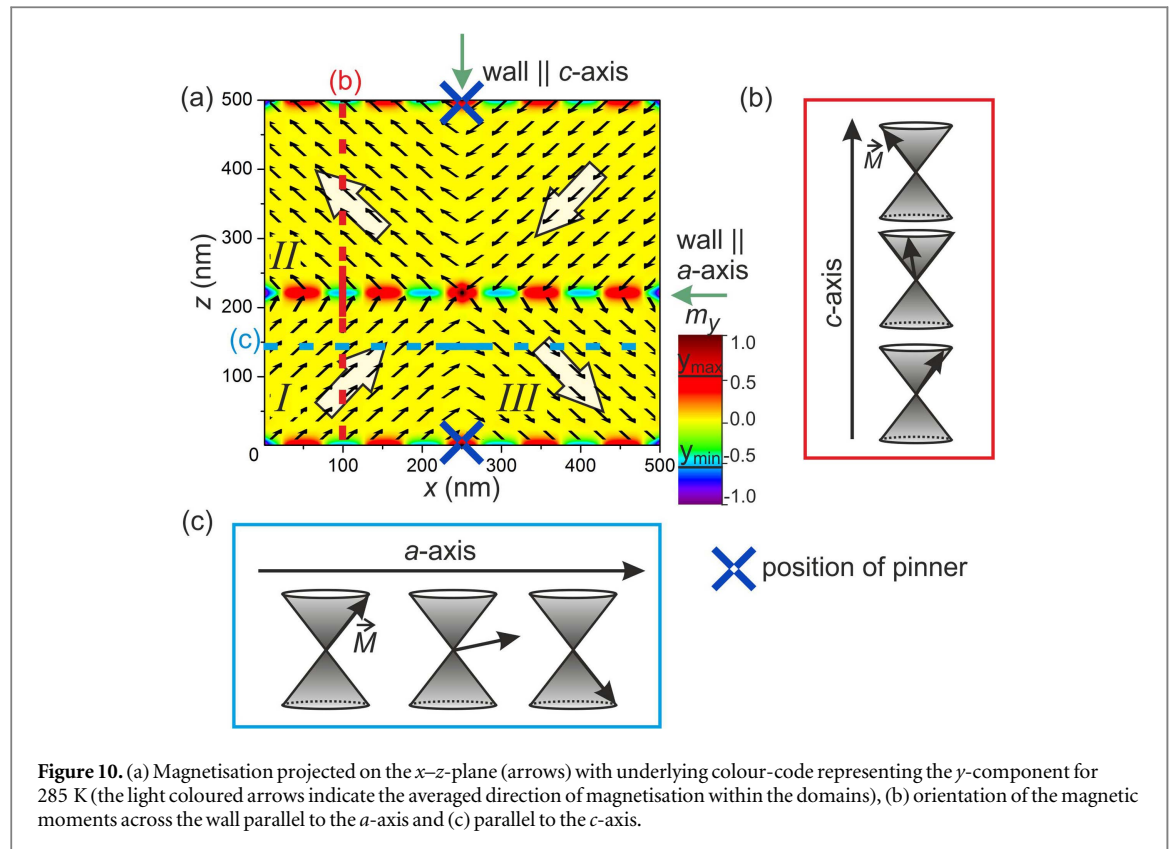 wall || c-axis
(b)
(a)
500
400
300
200
100
0
z (nm)
II
I
III
(c)
0
100
200
300
400
500
x (nm)
wall ||
a-axis
m_y
1.0
y_max
0.5
0.0
y_min
-0.5
-1.0
(b)
c-axis
M
(c)
a-axis
M
position of pinner
Figure 10. (a) Magnetisation projected on the x–z-plane (arrows) with underlying colour-code representing the y-component for
285 K (the light coloured arrows indicate the averaged direction of magnetisation within the domains), (b) orientation of the magnetic
moments across the wall parallel to the a-axis and (c) parallel to the c-axis.